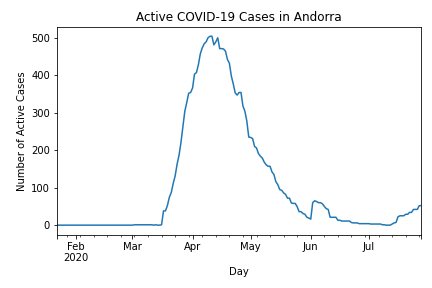 Active COVID-19 Cases in Andorra
500
400
300
200
100
0
Number of Active Cases
Feb
2020
Mar
Apr
May
Jun
Jul
Day